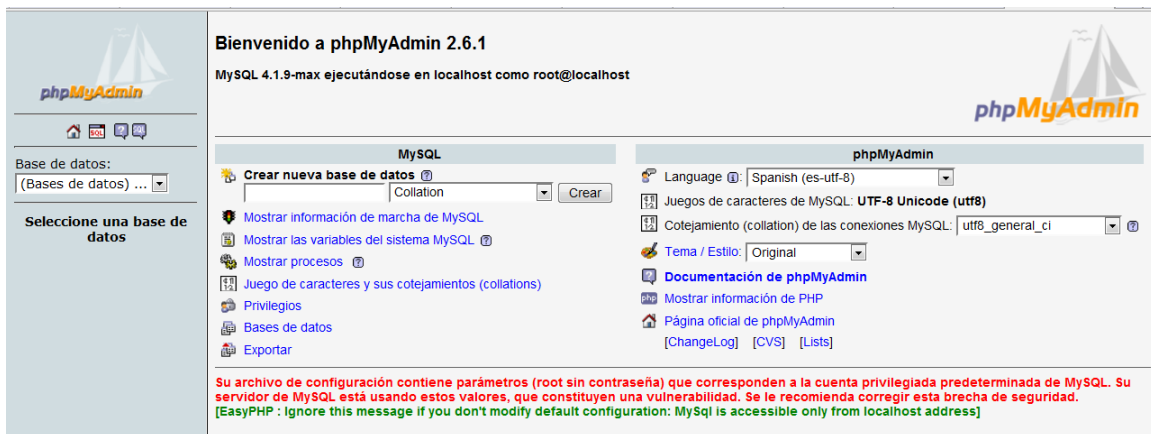 phpMyAdmin
Base de datos:
(Bases de datos) ...
Seleccione una base de
datos
Bienvenido a phpMyAdmin 2.6.1
MySQL 4.1.9-max ejecutándose en localhost como root@localhost
phpMyAdmin
MySQL
Crear nueva base de datos
Collation Crear
Mostrar información de marcha de MySQL
Mostrar las variables del sistema MySQL
Mostrar procesos
Juego de caracteres y sus cotejamientos (collations)
Privilegios
Bases de datos
Exportar
phpMyAdmin
Language: Spanish (es-utf-8)
Juegos de caracteres de MySQL: UTF-8 Unicode (utf8)
Cotejamiento (collation) de las conexiones MySQL: utf8_general_ci
Tema / Estilo: Original
Documentación de phpMyAdmin
php Mostrar información de PHP
Página oficial de phpMyAdmin
[ChangeLog] [CVS] [Lists]
Su archivo de configuración contiene parámetros (root sin contraseña) que corresponden a la cuenta privilegiada predeterminada de MySQL. Su
servidor de MySQL está usando estos valores, que constituyen una vulnerabilidad. Se le recomienda corregir esta brecha de seguridad.
[EasyPHP : Ignore this message if you don't modify default configuration: MySql is accessible only from localhost address]